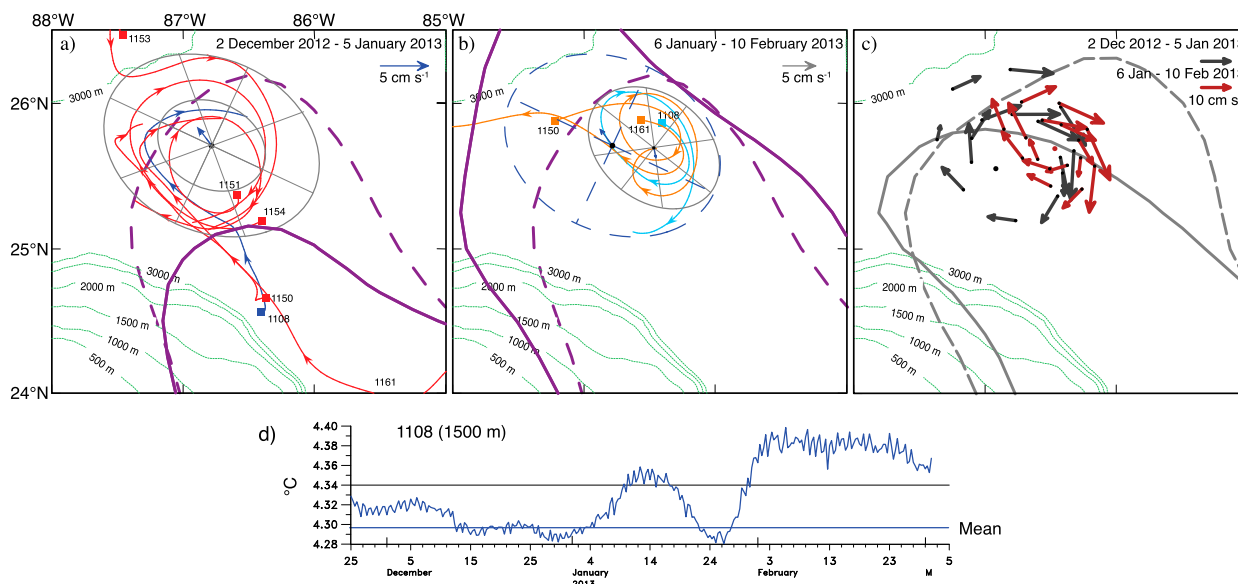 88°W 87°W 86°W 85°W
a) 2 December 2012 - 5 January 2013
5 cm s⁻¹
1153
3000 m
1151
1154
1150
1108
1161
3000 m
2000 m
1500 m
1000 m
500 m
26°N
25°N
24°N
b) 6 January - 10 February 2013
5 cm s⁻¹
3000 m
1150
1161
1108
3000 m
2000 m
1500 m
1000 m
500 m
c) 2 Dec 2012 - 5 Jan 2013
6 Jan - 10 Feb 2013
10 cm s
3000 m
3000 m
2000 m
1500 m
1000 m
500 m
d) 1108 (1500 m)
°C
4.40
4.36
4.34
4.32
4.30
4.28
Mean
25 5 15 25 4 14 24 3 13 23 5
December January February M
2013